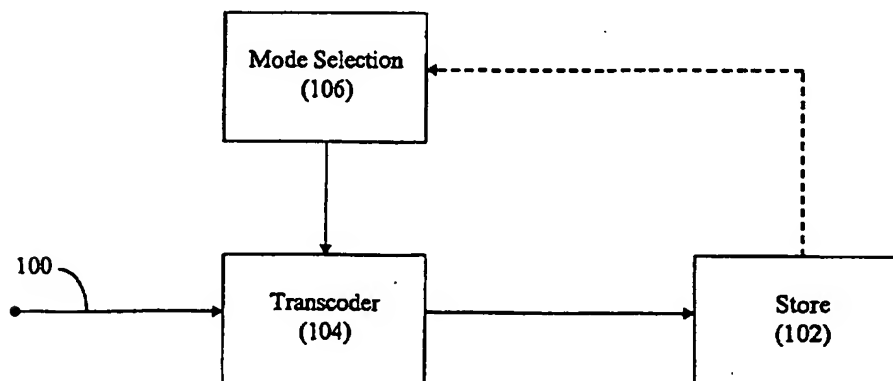 Mode Selection
(106)
100
Transcoder
(104)
Store
(102)